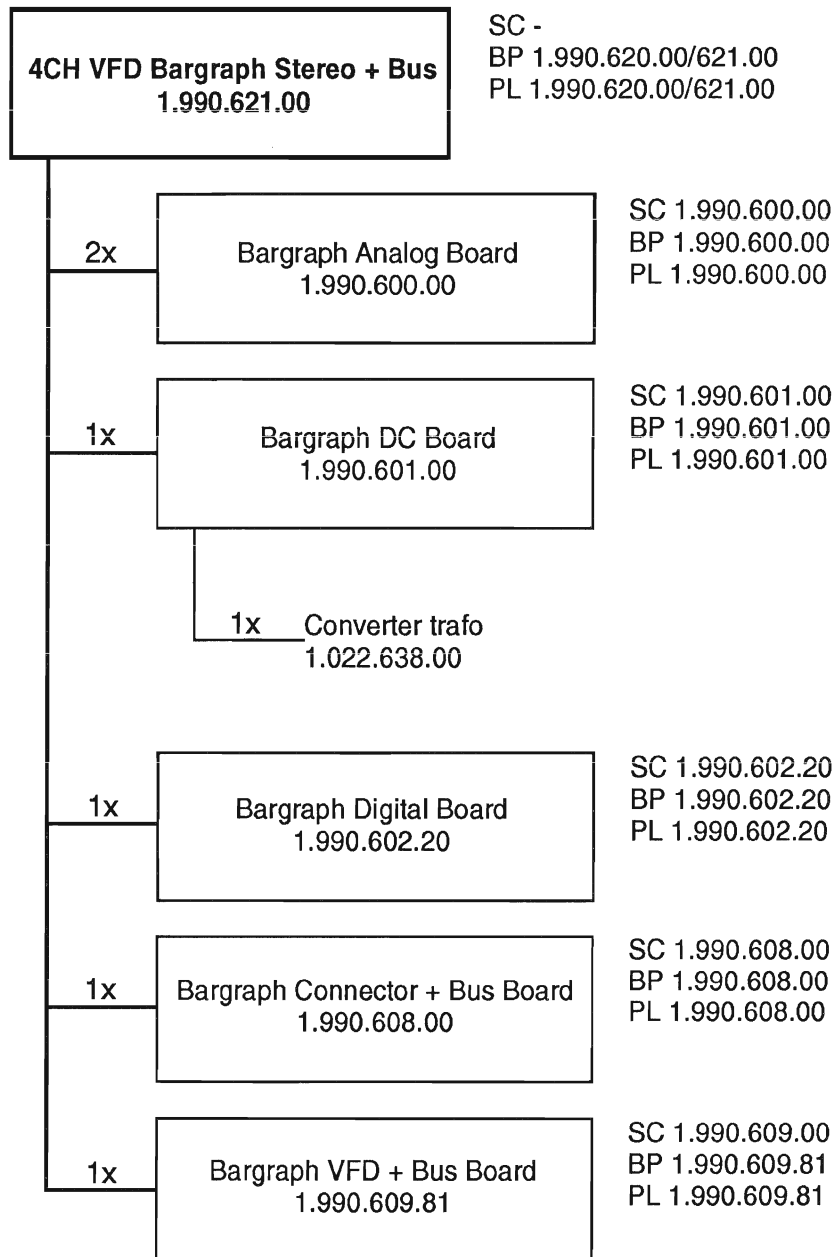 4CH VFD Bargraph Stereo + Bus
1.990.621.00
SC -
BP 1.990.620.00/621.00
PL 1.990.620.00/621.00
2x
Bargraph Analog Board
1.990.600.00
SC 1.990.600.00
BP 1.990.600.00
PL 1.990.600.00
1x
Bargraph DC Board
1.990.601.00
SC 1.990.601.00
BP 1.990.601.00
PL 1.990.601.00
1x
Converter trafo
1.022.638.00
1x
Bargraph Digital Board
1.990.602.20
SC 1.990.602.20
BP 1.990.602.20
PL 1.990.602.20
1x
Bargraph Connector + Bus Board
1.990.608.00
SC 1.990.608.00
BP 1.990.608.00
PL 1.990.608.00
1x
Bargraph VFD + Bus Board
1.990.609.81
SC 1.990.609.00
BP 1.990.609.81
PL 1.990.609.81